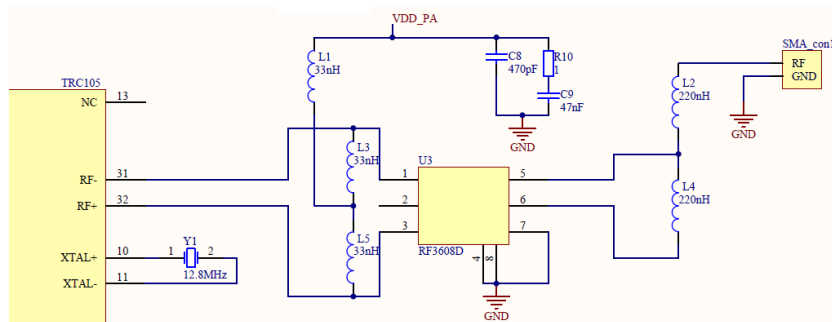 VDD_PA
L1
33nH
C8
470pF
R10
1
C9
47nF
GND
SMA_con1
RF
GND
GND
L2
220nH
L4
220nH
TRC105
NC
13
RF-
31
RF+
32
XTAL+
10
XTAL-
11
Y1
1
2
12.8MHz
L3
33nH
L5
33nH
U3
1
2
3
5
6
7
4
8
RF3608D
GND